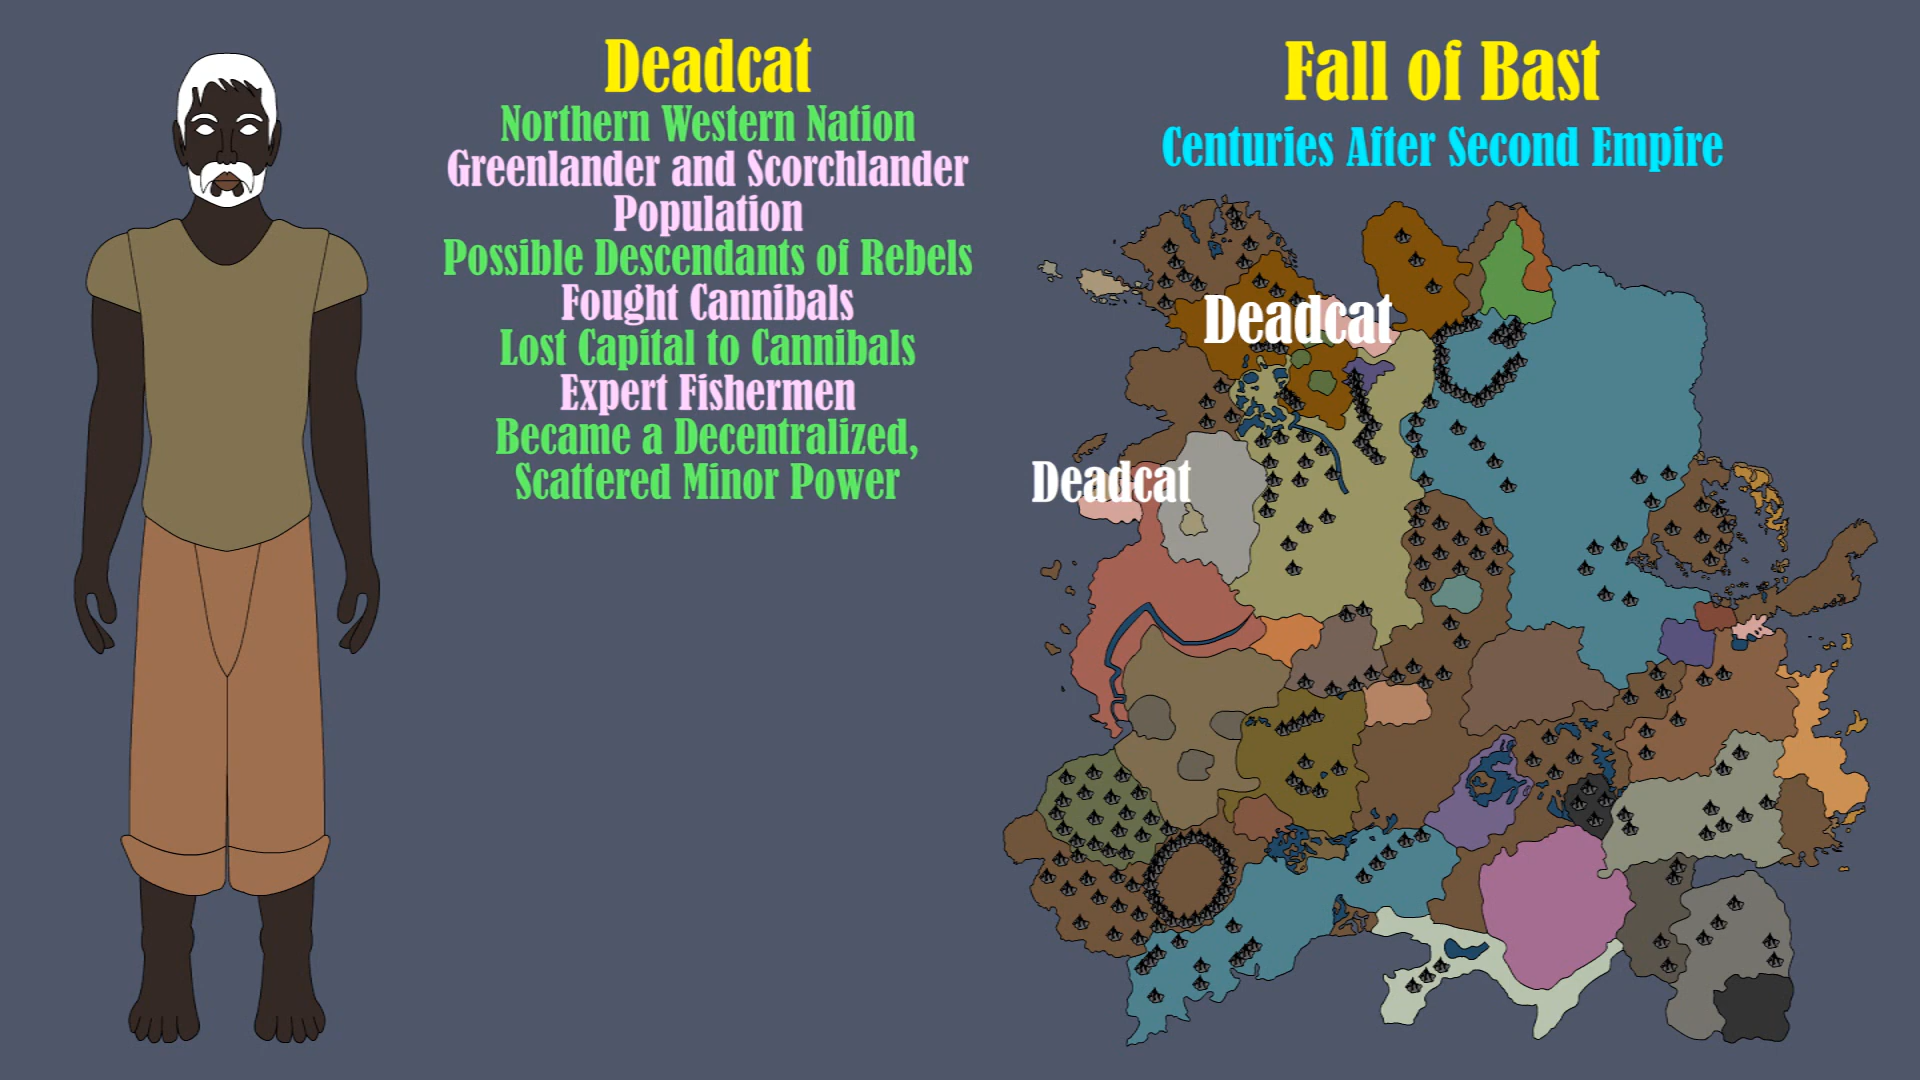 Deadcat
Northern Western Nation
Greenlander and Scorchlander
Population
Possible Descendants of Rebels
Fought Cannibals
Lost Capital to Cannibals
Expert Fishermen
Became a Decentralized,
Scattered Minor Power
Fall of Bast
Centuries After Second Empire
Deadcat
Deadcat